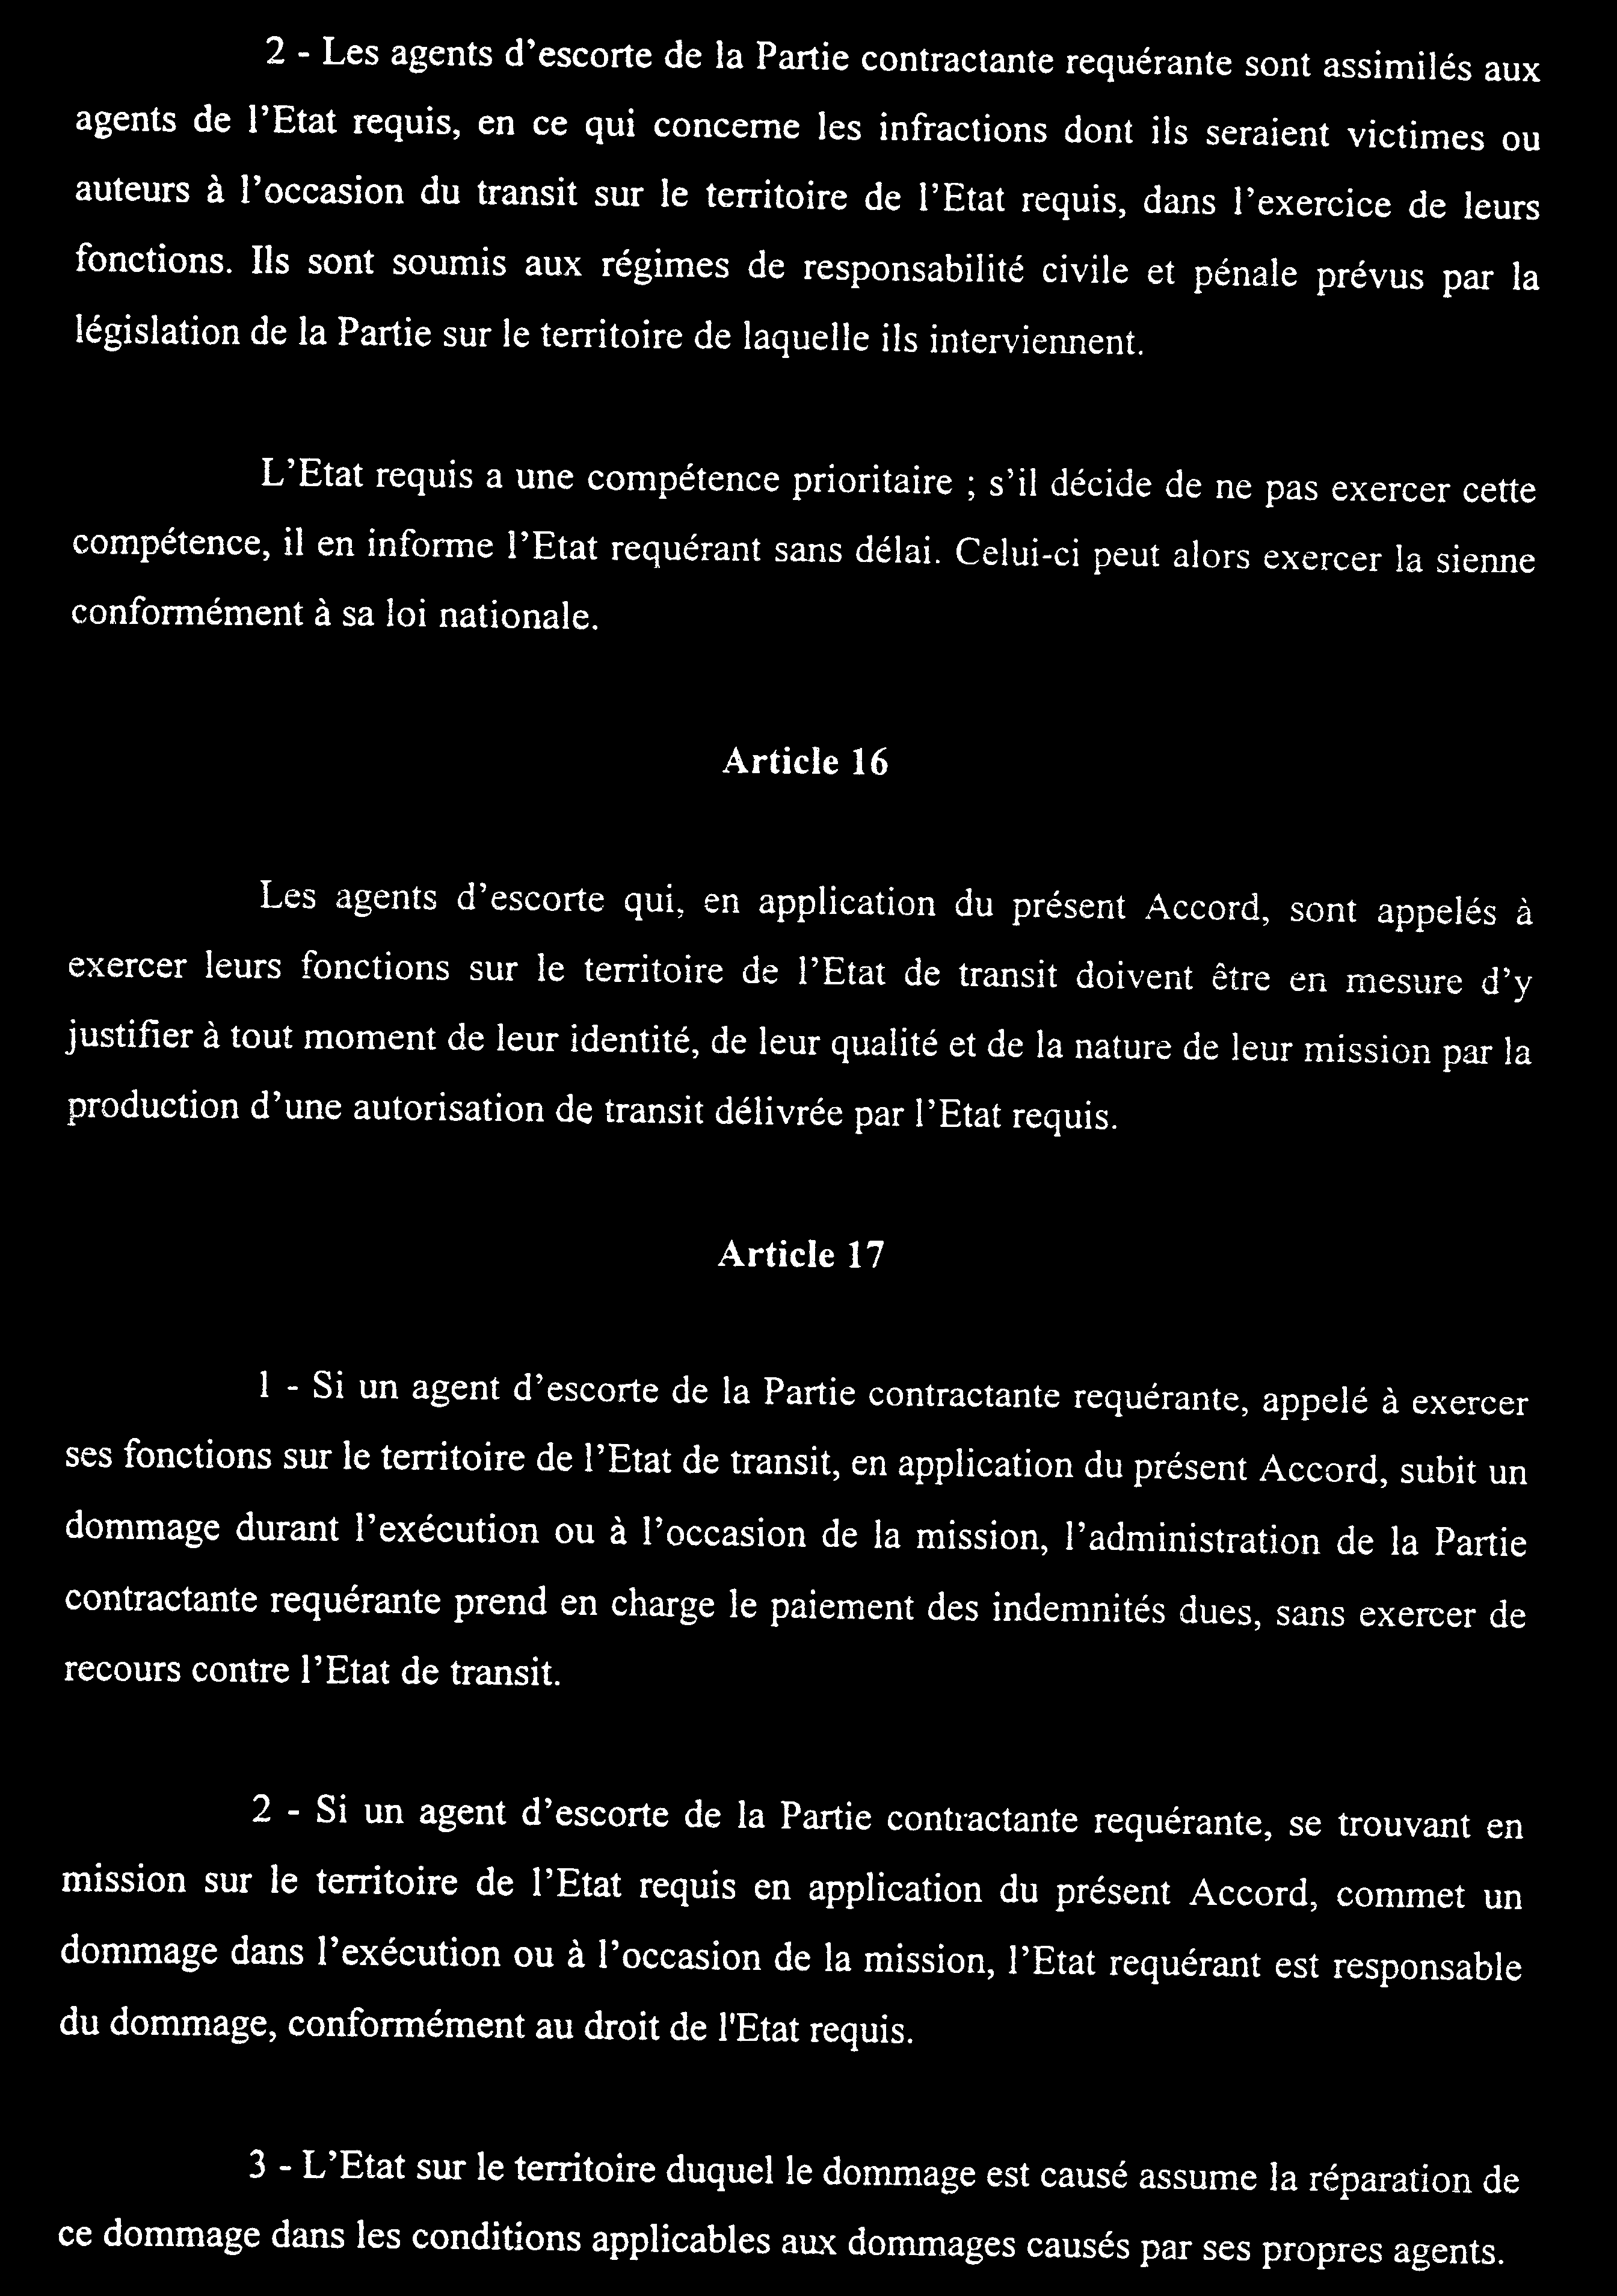 2 - Les agents d’escorte de la Partie contractante requérante sont assimilés aux
agents de l’Etat requis, en ce qui concerne les infractions dont ils seraient victimes ou
auteurs à l’occasion du transit sur le territoire de l’Etat requis, dans l’exercice de leurs
fonctions. Ils sont soumis aux régimes de responsabilité civile et pénale prévus par la
législation de la Partie sur le territoire de laquelle ils interviennent.
L’Etat requis a une compétence prioritaire ; s’il décide de ne pas exercer cette
compétence, il en informe l’Etat requérant sans délai. Celui-ci peut alors exercer la sienne
conformément à sa loi nationale.
Article 16
Les agents d’escorte qui, en application du présent Accord, sont appelés à
exercer leurs fonctions sur le territoire de l’Etat de transit doivent être en mesure d’y
justifier à tout moment de leur identité, de leur qualité et de la nature de leur mission par la
production d’une autorisation de transit délivrée par l’Etat requis.
Article 17
1 - Si un agent d’escorte de la Partie contractante requérante, appelé à exercer
ses fonctions sur le territoire de l’Etat de transit, en application du présent Accord, subit un
dommage durant l’exécution ou à l’occasion de la mission, l’administration de la Partie
contractante requérante prend en charge le paiement des indemnités dues, sans exercer de
recours contre l’Etat de transit.
2 - Si un agent d’escorte de la Partie contractante requérante, se trouvant en
mission sur le territoire de l’Etat requis en application du présent Accord, commet un
dommage dans l’exécution ou à l’occasion de la mission, l’Etat requérant est responsable
du dommage, conformément au droit de l'Etat requis.
3 - L’Etat sur le territoire duquel le dommage est causé assume la réparation de
ce dommage dans les conditions applicables aux dommages causés par ses propres agents.